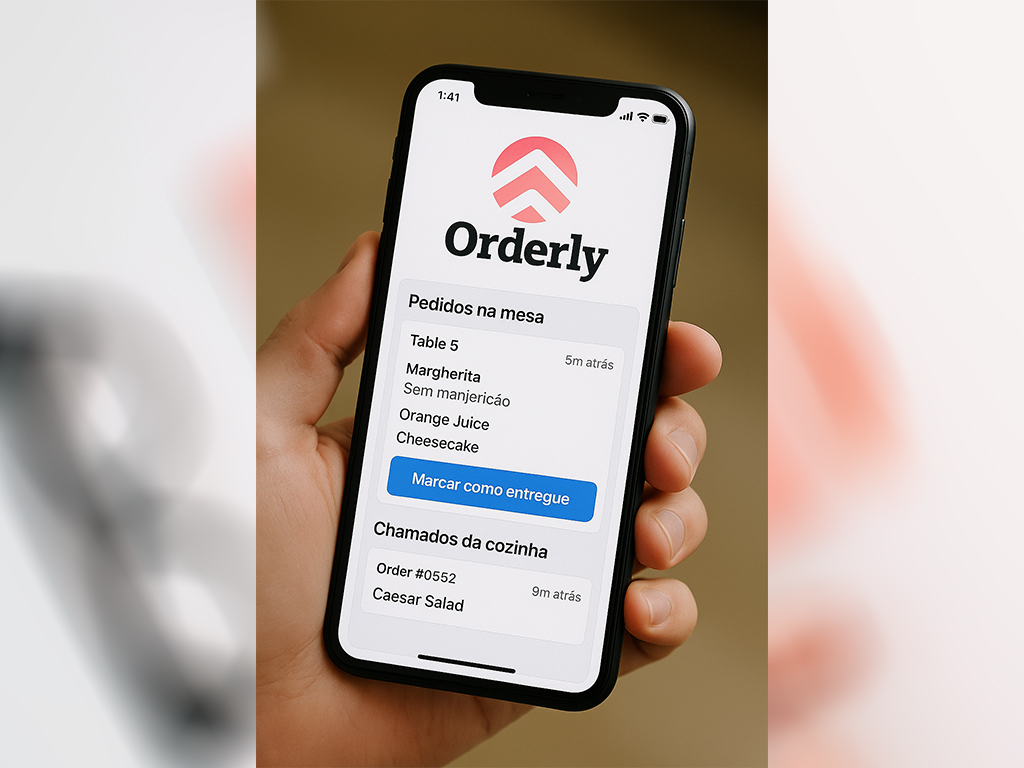 1:41
Orderly
Pedidos na mesa
Table 5
5m atrás
Margherita
Sem manjericáo
Orange Juice
Cheesecake
Marcar como entregue
Chamados da cozinha
Order #0552
9m atrás
Caesar Salad